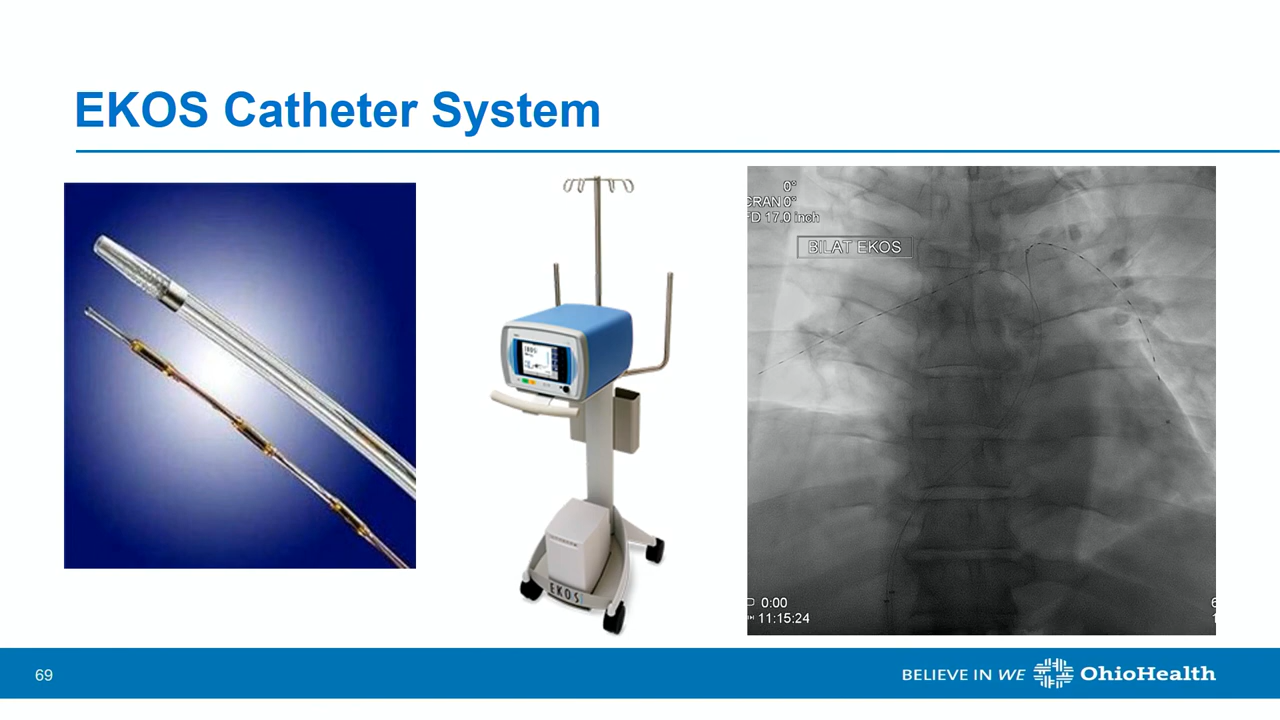 EKOS Catheter System
0°
CRAN 0°
FD 17.0 inch
BILAT EKOS
EKOS
0:00
11:15:24
69
BELIEVE IN WE OhioHealth